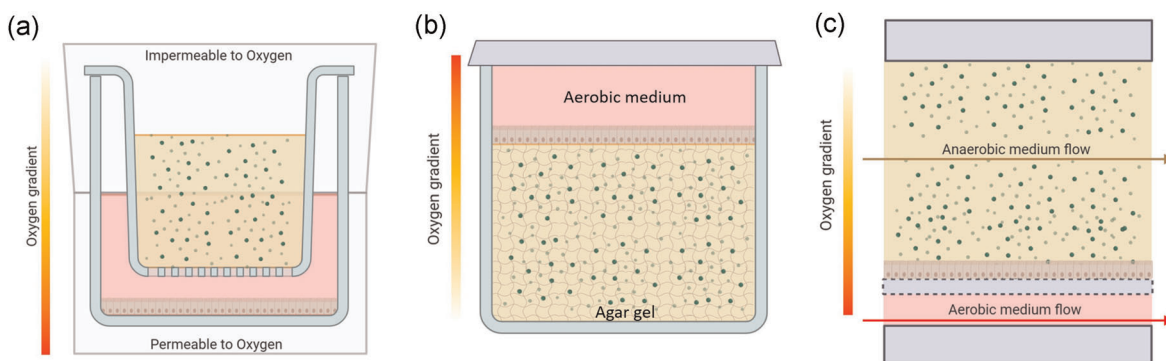 (a)
Impermeable to Oxygen
Oxygen gradient
Permeable to Oxygen
(b)
Aerobic medium
Oxygen gradient
Agar gel
(c)
Anaerobic medium flow
Oxygen gradient
Aerobic medium flow